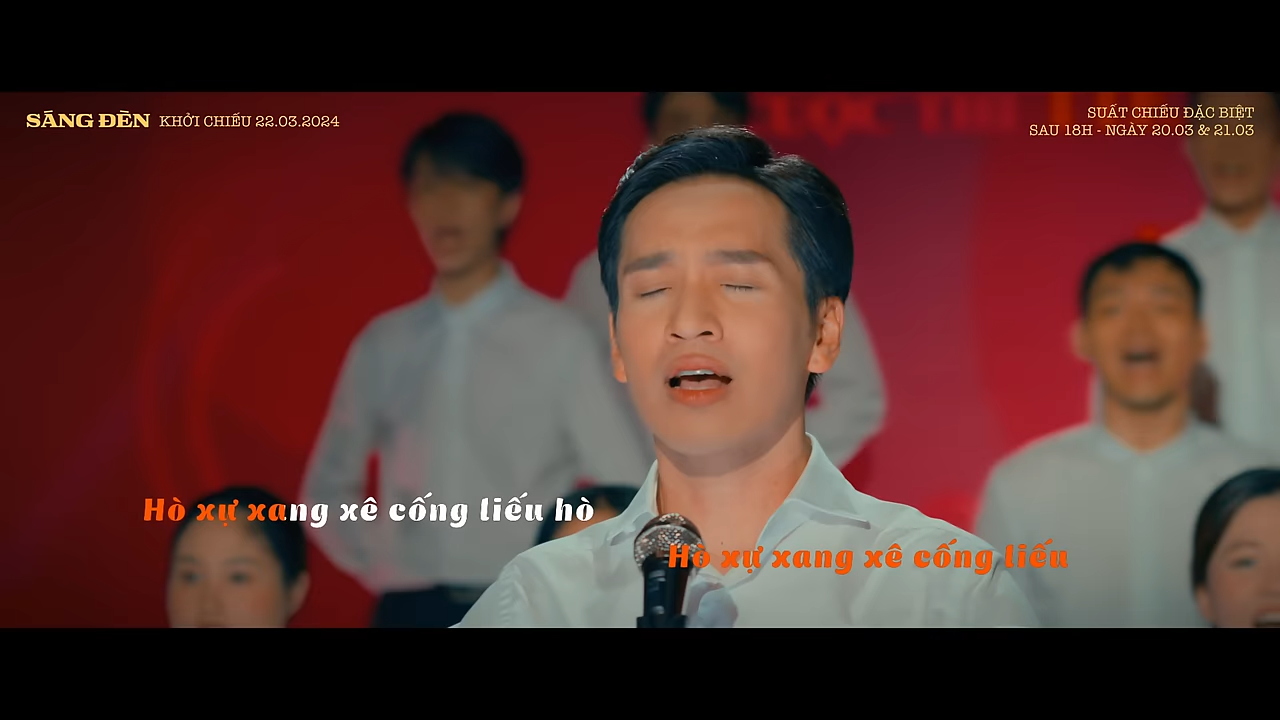 SÁNG ĐÈN KHỞI CHIẾU 22.03.2024
SUẤT CHIẾU ĐẶC BIỆT
SAU 18H - NGÀY 20.03 & 21.03
Hò xự xang xê cống liếu hò
Hò xự xang xê cống liếu